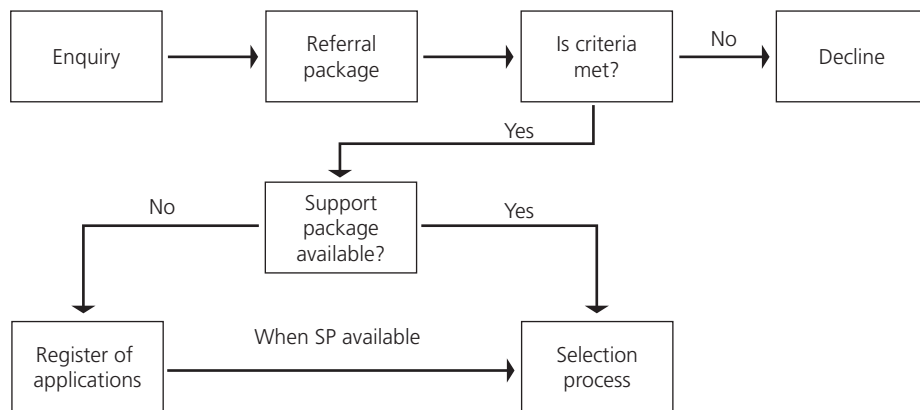 Enquiry
Referral
package
Is criteria
met?
No
Decline
Yes
No
Support
package
available?
Yes
Register of
applications
When SP available
Selection
process